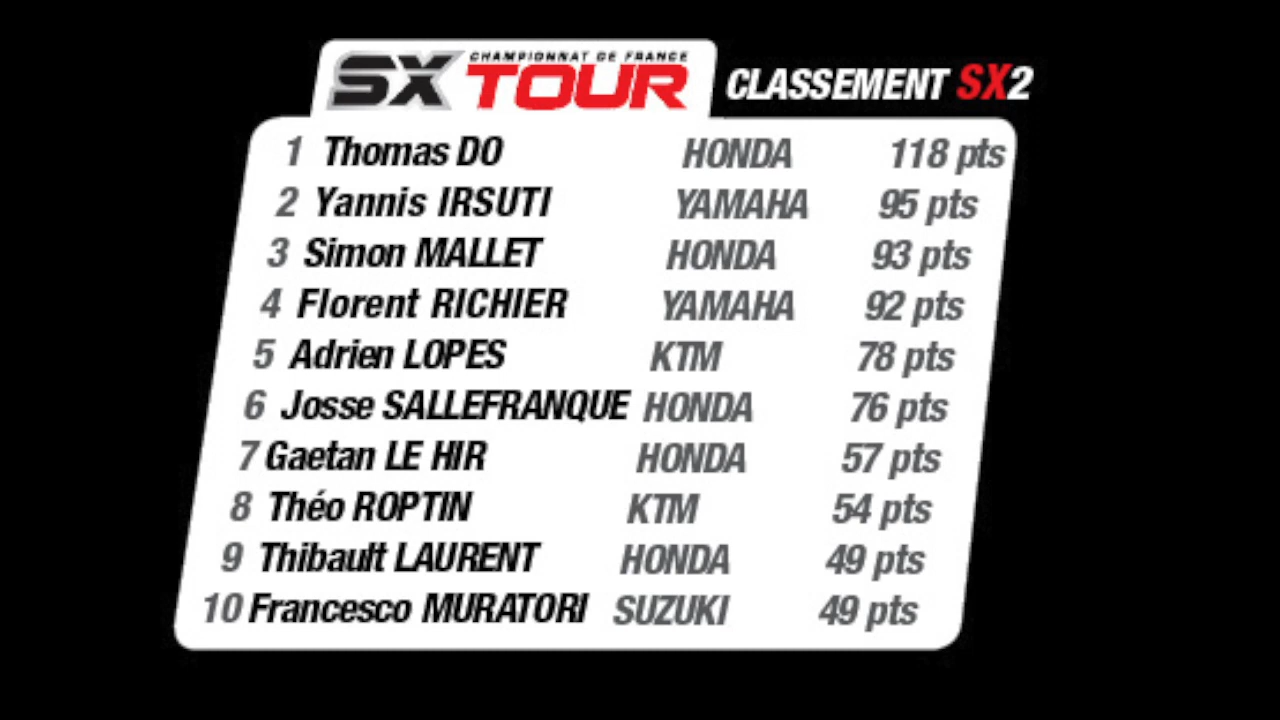 CHAMPIONNAT DE FRANCE
SX TOUR CLASSEMENT SX2
1 Thomas DO HONDA 118 pts
2 Yannis IRSUTI YAMAHA 95 pts
3 Simon MALLET HONDA 93 pts
4 Florent RICHIER YAMAHA 92 pts
5 Adrien LOPES KTM 78 pts
6 Josse SALLEFRANQUE HONDA 76 pts
7 Gaetan LE HIR HONDA 57 pts
8 Théo ROPTIN KTM 54 pts
9 Thibault LAURENT HONDA 49 pts
10 Francesco MURATORI SUZUKI 49 pts